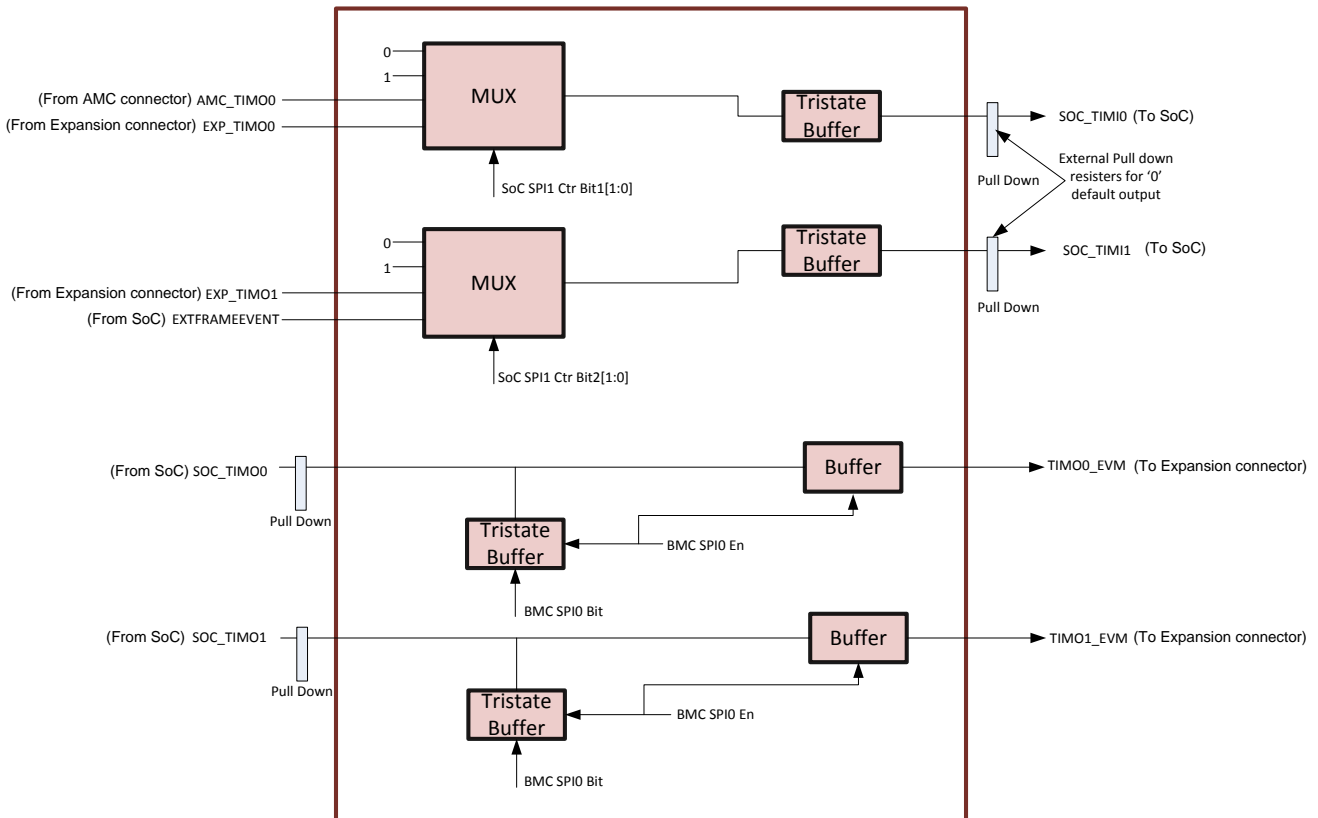 0
1
MUX
(From AMC connector) AMC_TIMO0
(From Expansion connector) EXP_TIMO0
Tristate
Buffer
SOC_TIMI0 (To SoC)
Pull Down
External Pull down
resisters for ‘0’
default output
SoC SPI1 Ctr Bit1[1:0]
0
1
MUX
(From Expansion connector) EXP_TIMO1
(From SoC) EXTFRAMEEVENT
Tristate
Buffer
SOC_TIMI1 (To SoC)
Pull Down
SoC SPI1 Ctr Bit2[1:0]
(From SoC) SOC_TIMO0
Pull Down
Buffer
TIMO0_EVM (To Expansion connector)
Tristate
Buffer
BMC SPI0 En
BMC SPI0 Bit
(From SoC) SOC_TIMO1
Pull Down
Buffer
TIMO1_EVM (To Expansion connector)
Tristate
Buffer
BMC SPI0 En
BMC SPI0 Bit